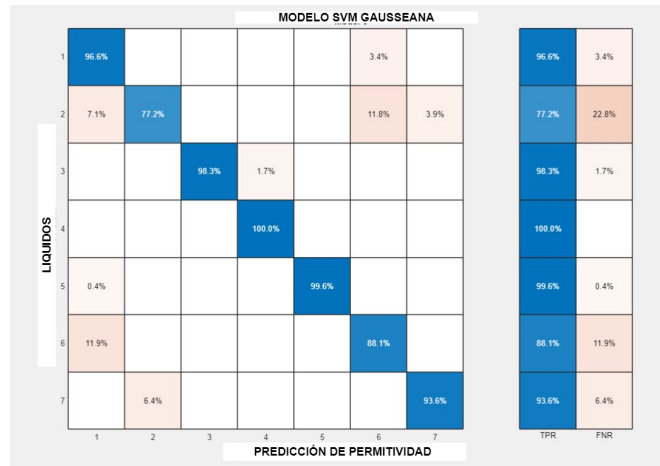 MODELO SVM GAUSSEANA
1 96.6% 3.4% 96.6% 3.4%
2 7.1% 77.2% 11.8% 3.9% 77.2% 22.8%
3 98.3% 1.7% 98.3% 1.7%
4 100.0% 100.0%
5 0.4% 99.6% 99.6% 0.4%
6 11.9% 88.1% 88.1% 11.9%
7 6.4% 93.6% 93.6% 6.4%
LIQUIDOS
1 2 3 4 5 6 7 TPR FNR
PREDICCIÓN DE PERMITIVIDAD